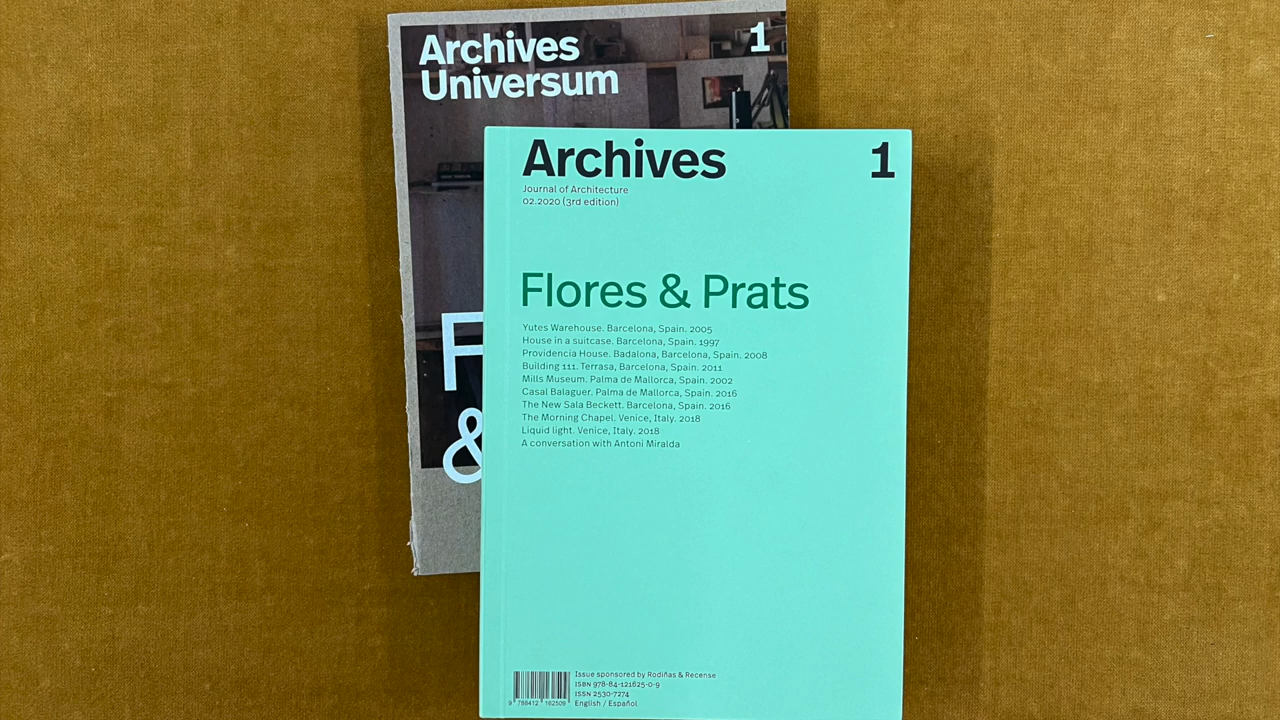 Archives
Universum
1
F
&
Archives
1
Journal of Architecture
02.2020 (3rd edition)
Flores & Prats
Yutes Warehouse. Barcelona, Spain. 2005
House in a suitcase. Barcelona, Spain. 1997
Providencia House. Badalona, Barcelona, Spain. 2008
Building 111. Terrasa, Barcelona, Spain. 2011
Mills Museum. Palma de Mallorca, Spain. 2002
Casal Balaguer. Palma de Mallorca, Spain. 2016
The New Sala Beckett. Barcelona, Spain. 2016
The Morning Chapel. Venice, Italy. 2018
Liquid light. Venice, Italy. 2018
A conversation with Antoni Miralda
Issue sponsored by Rodiñas & Recense
ISBN 978-84-121625-0-9
ISSN 2530-7274
English / Español
9 788412 162509